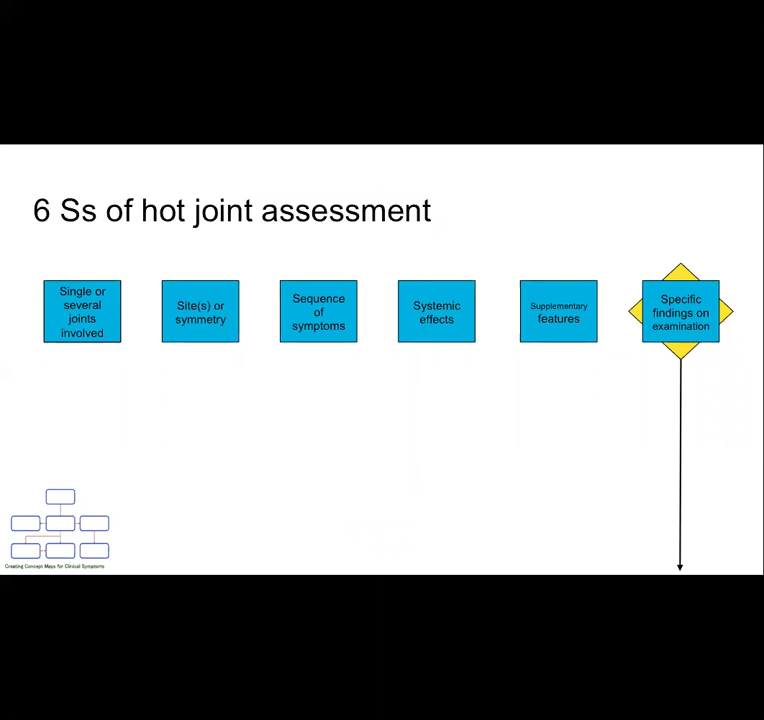 6 Ss of hot joint assessment
Single or
several
joints
involved
Site(s) or
symmetry
Sequence
of
symptoms
Systemic
effects
Supplementary
features
Specific
findings on
examination
Creating Concept Maps for Clinical Symptoms